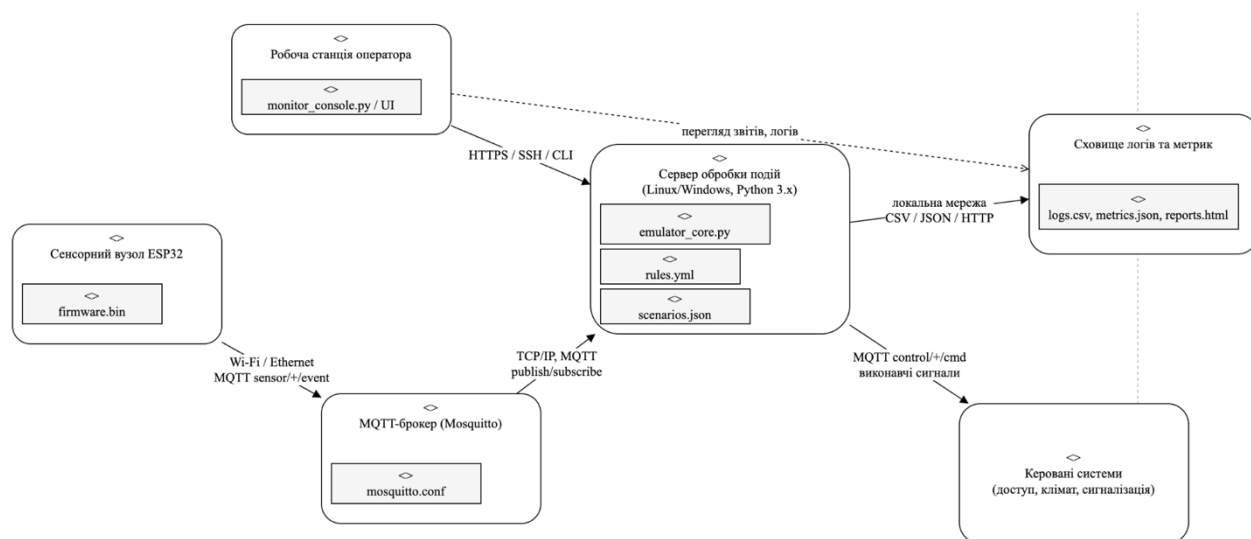 Робоча станція оператора
monitor_console.py / UI
перегляд звітів, логів
HTTPS / SSH / CLI
Сервер обробки подій
(Linux/Windows, Python 3.x)
emulator_core.py
rules.yml
scenarios.json
Сховище логів та метрик
logs.csv, metrics.json, reports.html
локальна мережа
CSV / JSON / HTTP
Сенсорний вузол ESP32
firmware.bin
Wi-Fi / Ethernet
MQTT sensor/+/event
TCP/IP, MQTT
publish/subscribe
MQTT control/+/cmd
виконавчі сигнали
MQTT-брокер (Mosquitto)
mosquitto.conf
Керовані системи
(доступ, клімат, сигналізація)